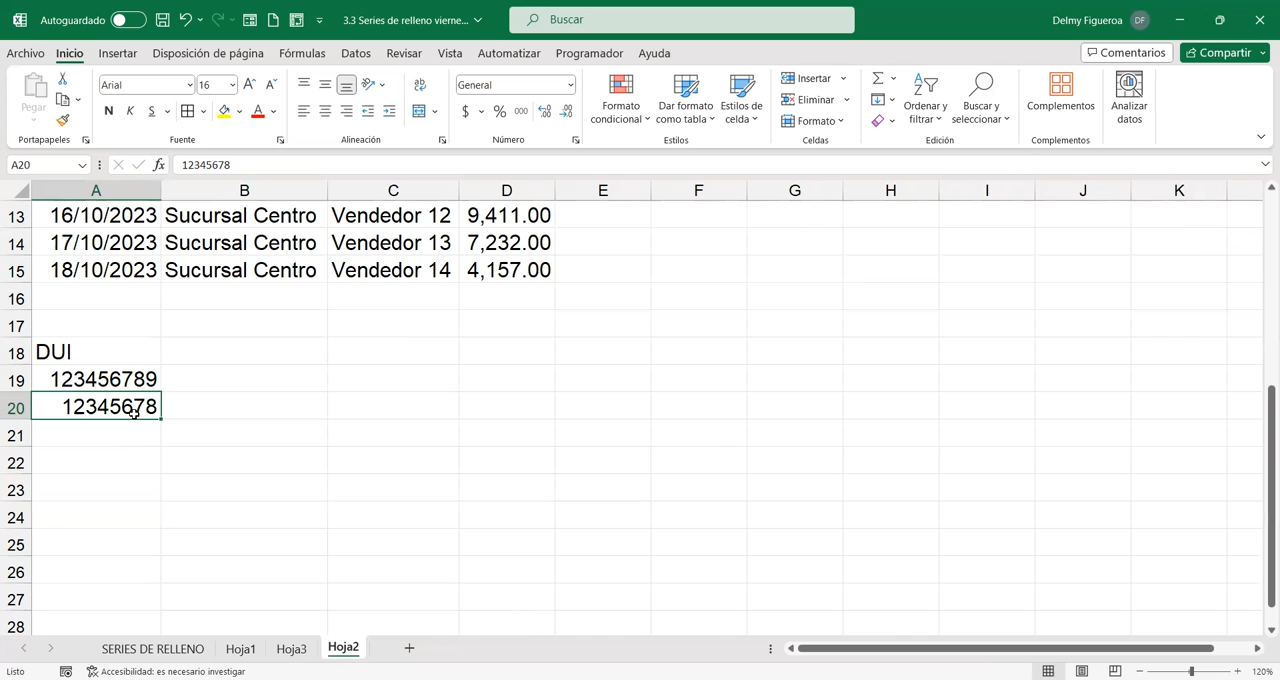 Autoguardado
3.3 Series de relleno vierne...
Buscar
Delmy Figueroa DF
Archivo Inicio Insertar Disposición de página Fórmulas Datos Revisar Vista Automatizar Programador Ayuda
Comentarios Compartir
Pegar
Arial 16
N K S
General
$ % 000
Formato condicional
Dar formato como tabla
Estilos de celda
Insertar
Eliminar
Formato
Ordenar y filtrar
Buscar y seleccionar
Complementos
Analizar datos
Portapapeles Fuente Alineación Número Estilos Celdas Edición Complementos
A20 fx 12345678
A B C D E F G H I J K
13 16/10/2023 Sucursal Centro Vendedor 12 9,411.00
14 17/10/2023 Sucursal Centro Vendedor 13 7,232.00
15 18/10/2023 Sucursal Centro Vendedor 14 4,157.00
16
17
18 DUI
19 123456789
20 12345678
21
22
23
24
25
26
27
28
SERIES DE RELLENO Hoja1 Hoja3 Hoja2
Listo Accesibilidad: es necesario investigar 120%